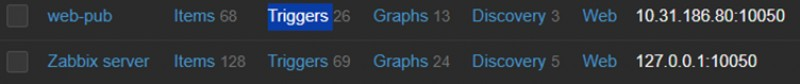 web-pub Items 68 Triggers 26 Graphs 13 Discovery 3 Web 10.31.186.80:10050
Zabbix server Items 128 Triggers 69 Graphs 24 Discovery 5 Web 127.0.0.1:10050